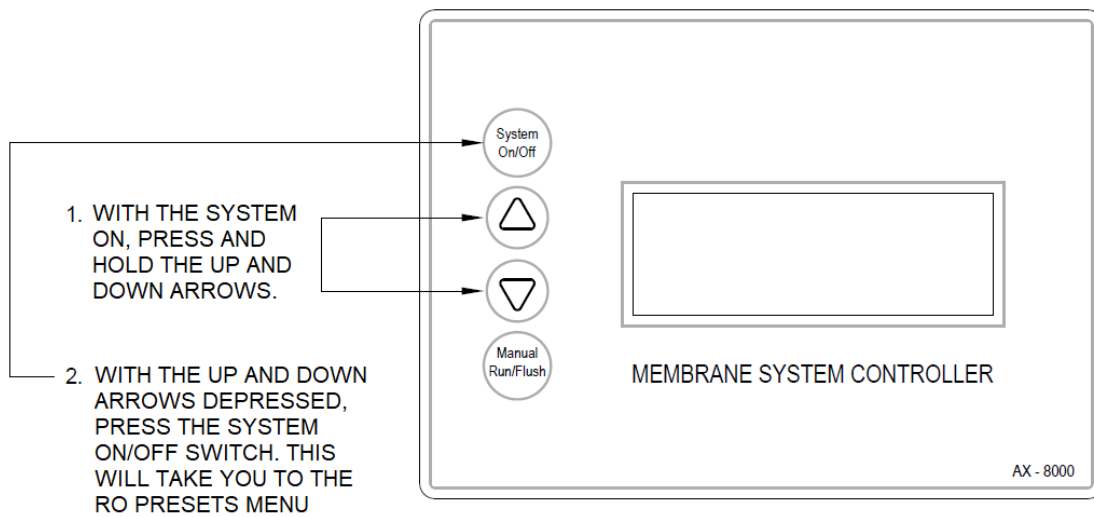 System
On/Off
1. WITH THE SYSTEM
ON, PRESS AND
HOLD THE UP AND
DOWN ARROWS.
Manual
Run/Flush
2. WITH THE UP AND DOWN
ARROWS DEPRESSED,
PRESS THE SYSTEM
ON/OFF SWITCH. THIS
WILL TAKE YOU TO THE
RO PRESETS MENU
MEMBRANE SYSTEM CONTROLLER
AX - 8000